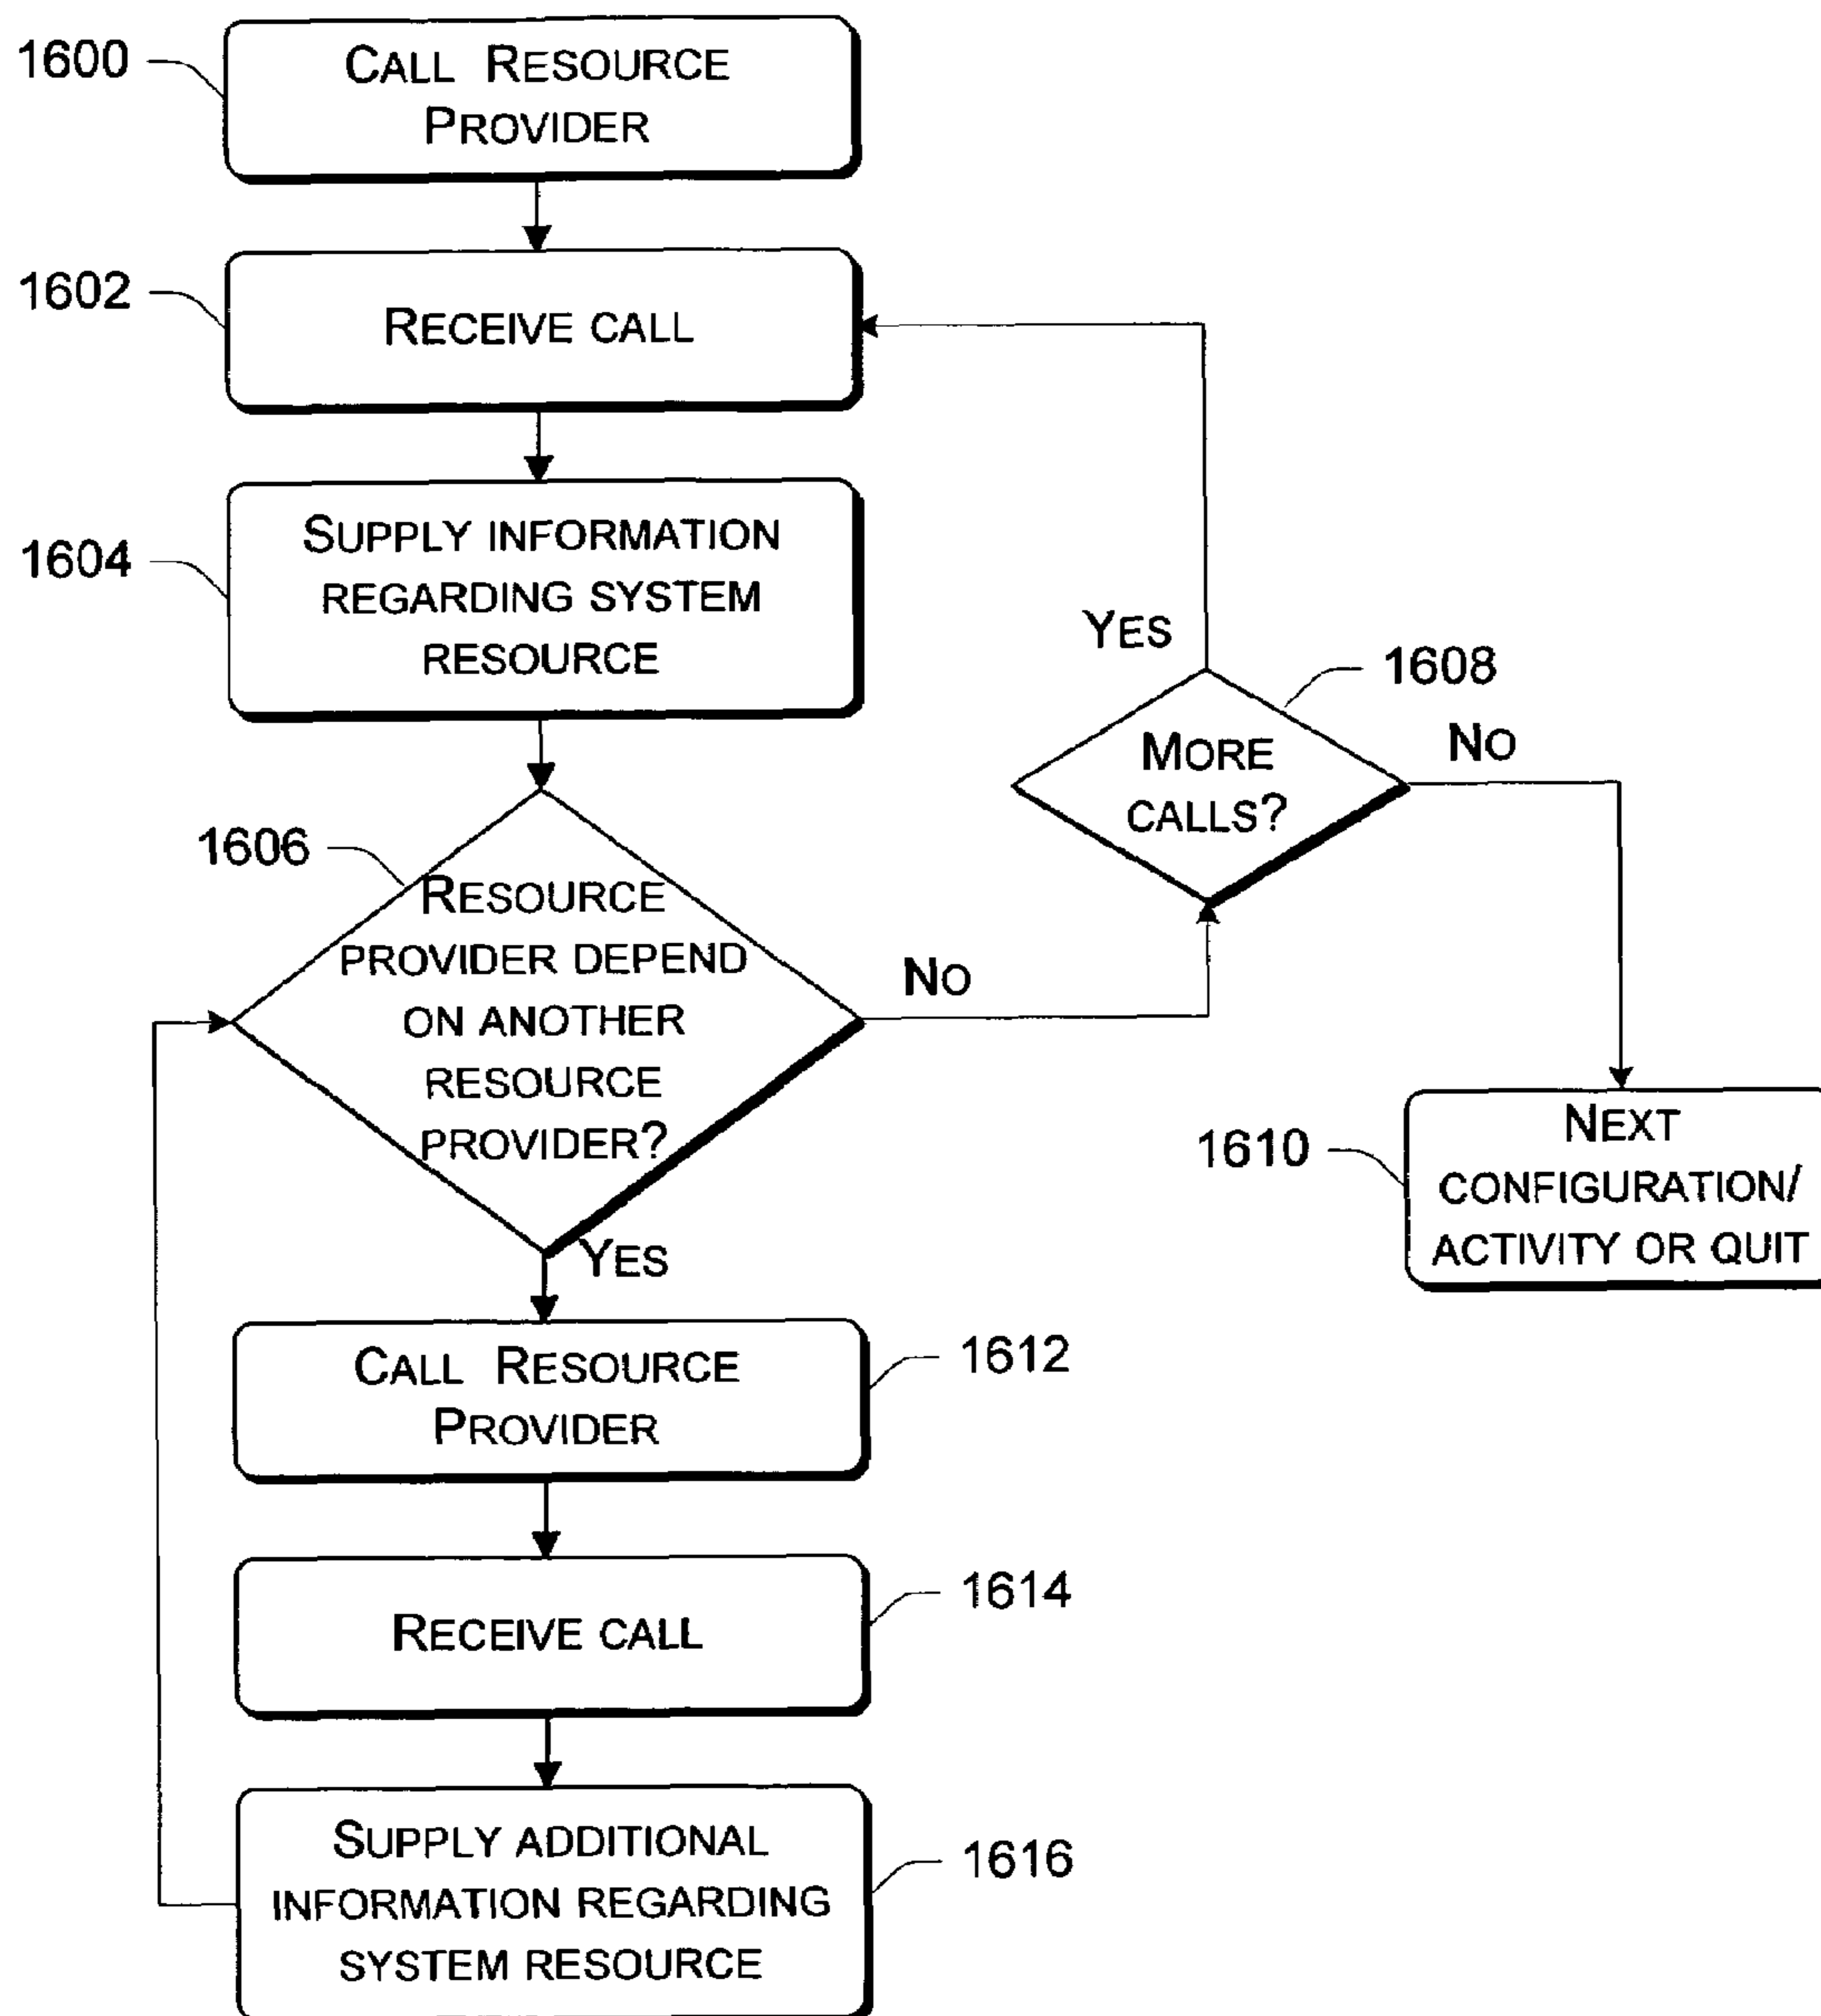 1600
CALL RESOURCE
PROVIDER
1602
RECEIVE CALL
1604
SUPPLY INFORMATION
REGARDING SYSTEM
RESOURCE
YES
1608
MORE
CALLS?
NO
1606
RESOURCE
PROVIDER DEPEND
ON ANOTHER
RESOURCE
PROVIDER?
NO
YES
1610
NEXT
CONFIGURATION/
ACTIVITY OR QUIT
CALL RESOURCE
PROVIDER
1612
RECEIVE CALL
1614
SUPPLY ADDITIONAL
INFORMATION REGARDING
SYSTEM RESOURCE
1616